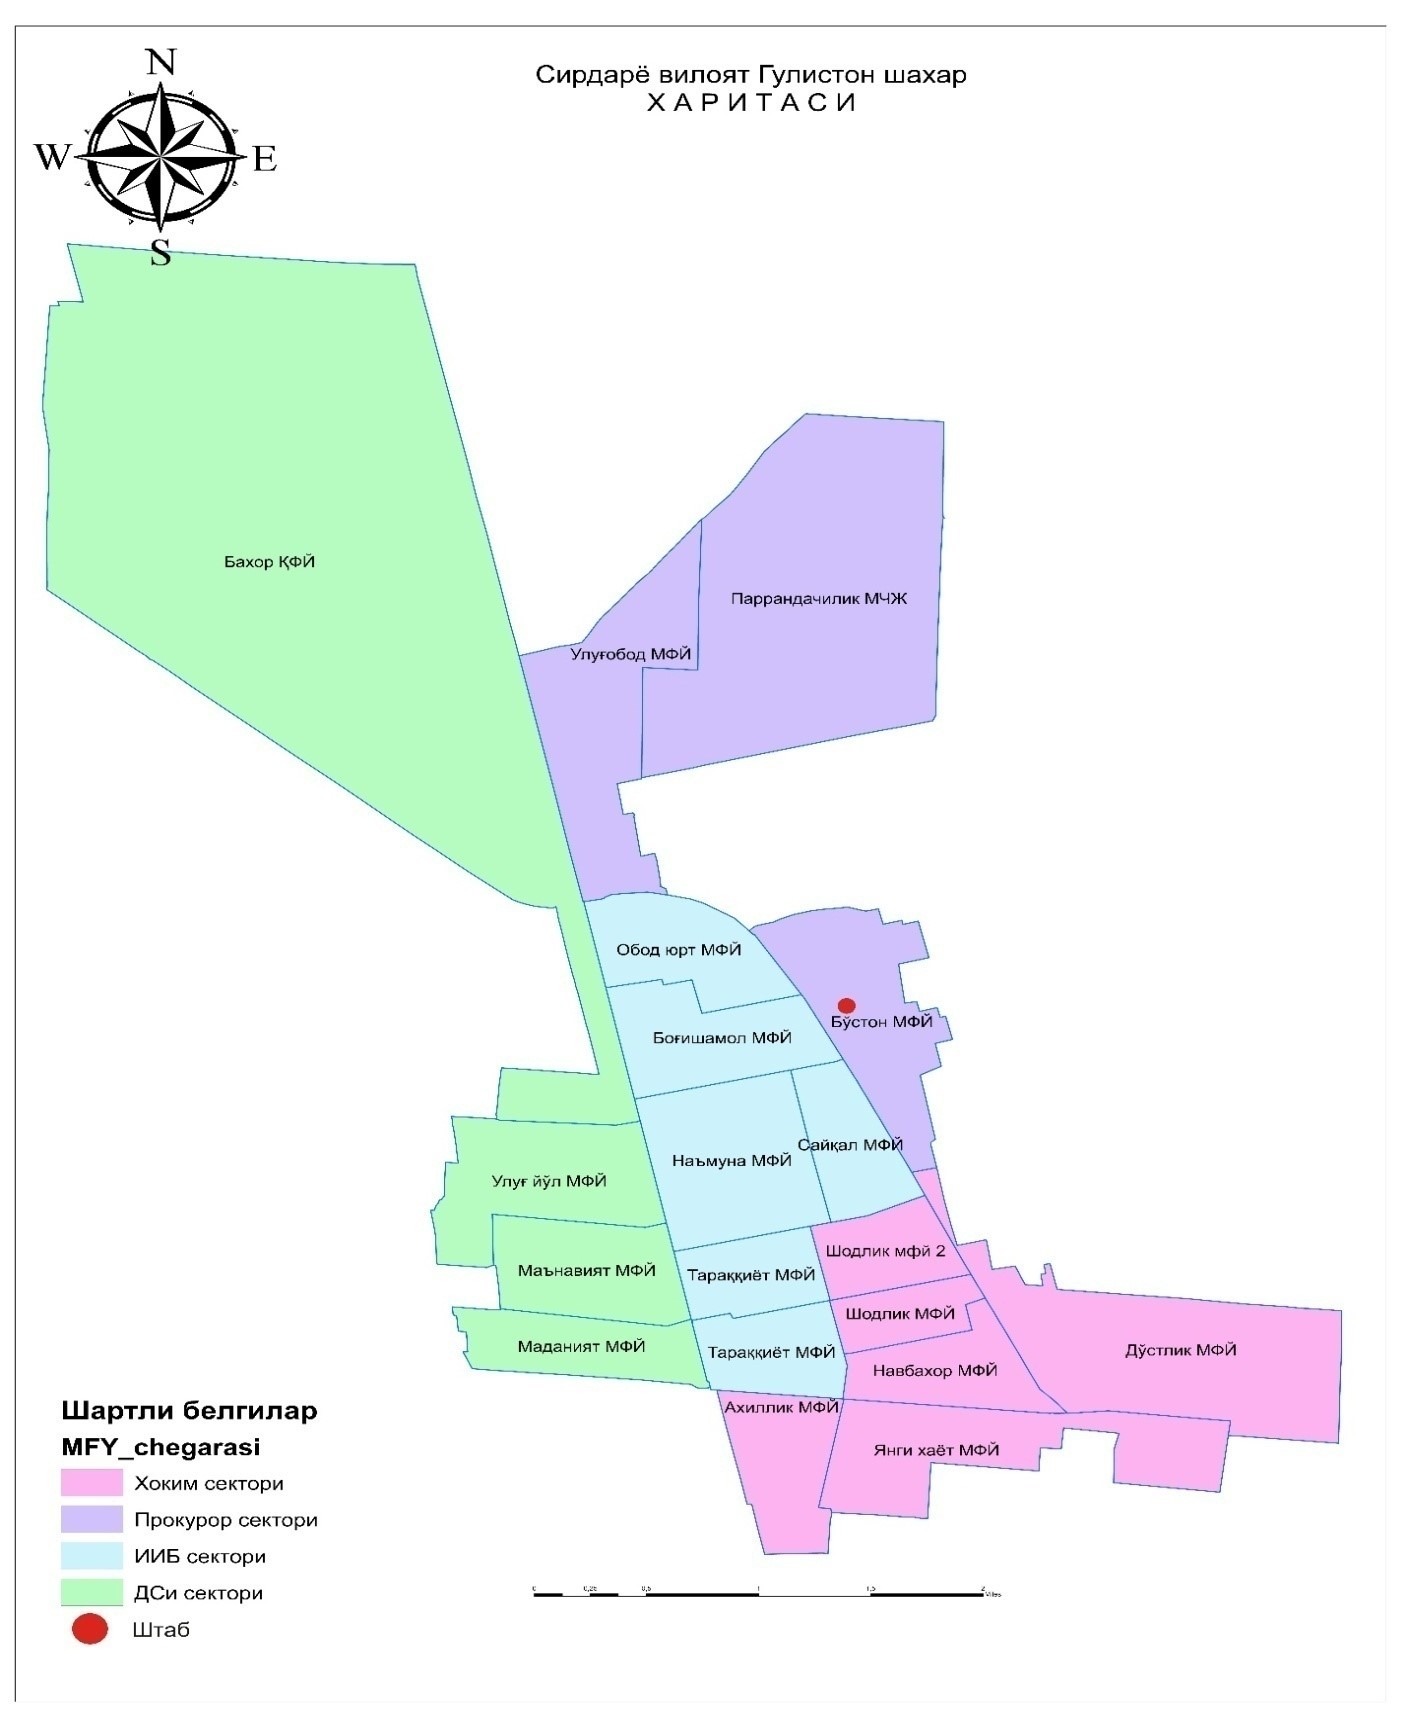 N
Сирдарё вилоят Гулистон шахар
ХАРИТАСИ
W
E
S
Бахор ҚФЙ
Паррандачилик МЧЖ
Улуғобод МФЙ
Обод юрт МФЙ
Бўстон МФЙ
Боғишамол МФЙ
Сайқал МФЙ
Наъмуна МФЙ
Улуғ йўл МФЙ
Шодлик мфй 2
Маънавият МФЙ
Тараққиёт МФЙ
Шодлик МФЙ
Маданият МФЙ
Тараққиёт МФЙ
Дўстлик МФЙ
Навбахор МФЙ
Ахиллик МФЙ
Янги хаёт МФЙ
Шартли белгилар
MFY_chegarasi
Хоким сектори
Прокурор сектори
ИИБ сектори
ДСи сектори
Штаб
0 0,25 0,5 1 1,5 2
Miles